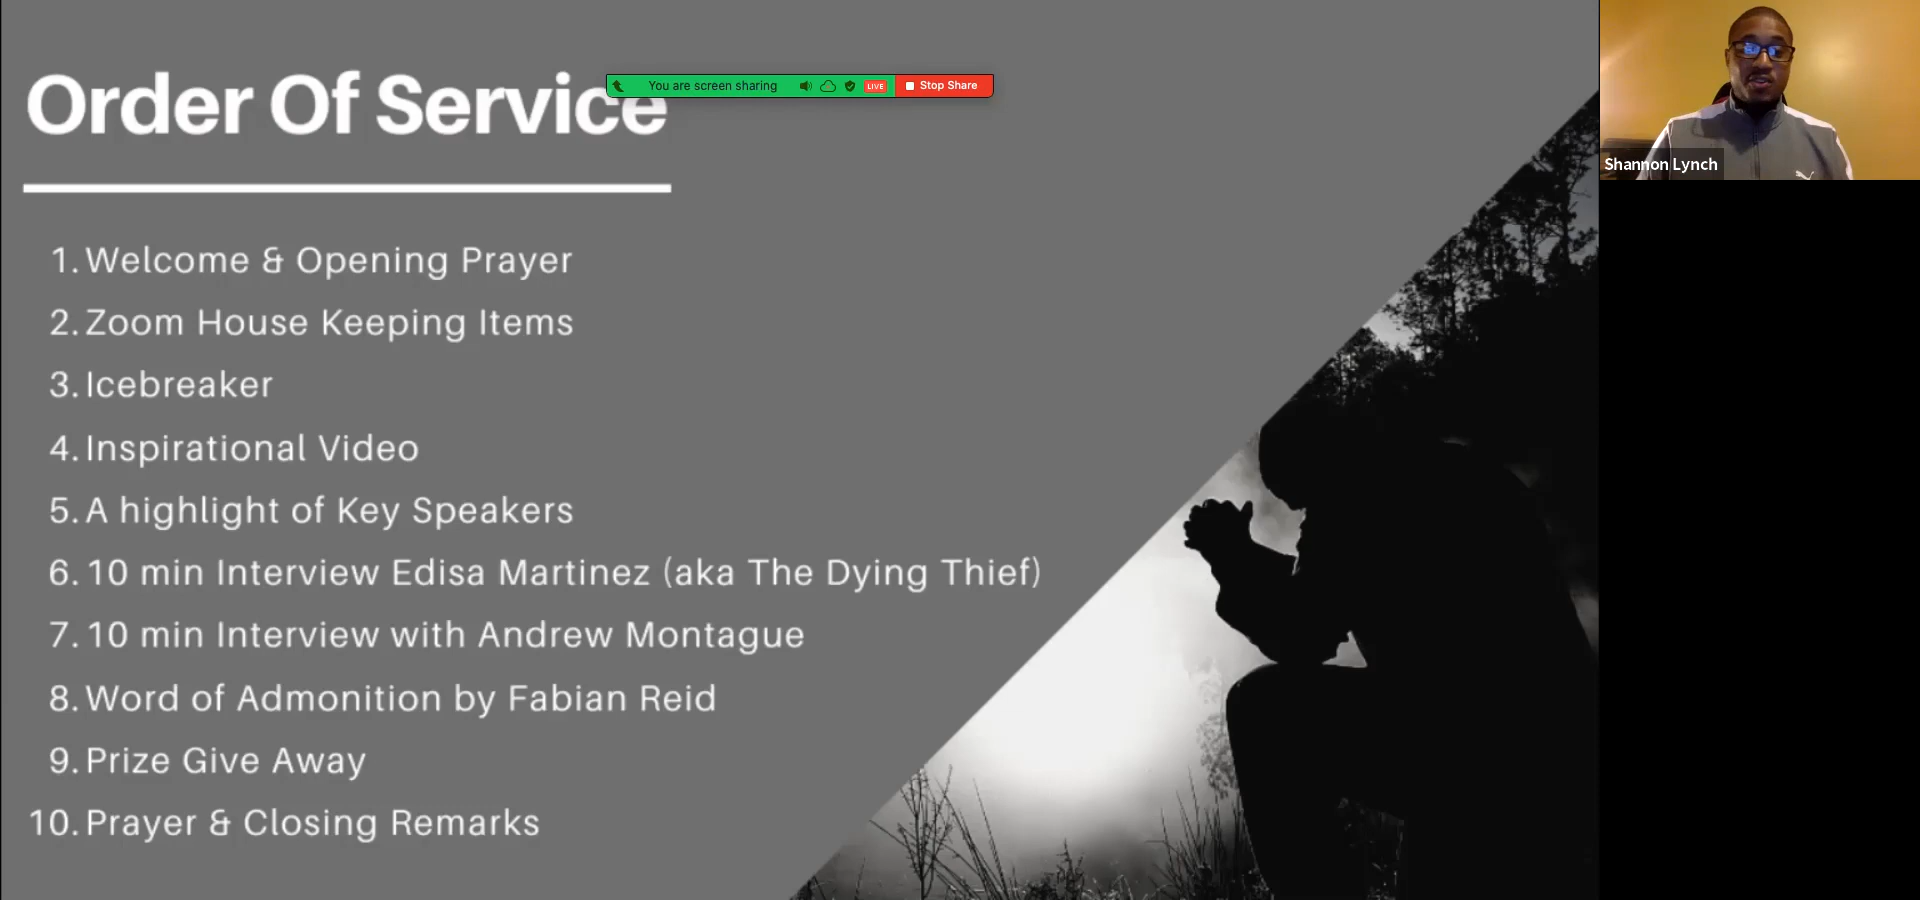 Order Of Service
You are screen sharing
LIVE
Stop Share
Shannon Lynch
1. Welcome & Opening Prayer
2. Zoom House Keeping Items
3. Icebreaker
4. Inspirational Video
5. A highlight of Key Speakers
6. 10 min Interview Edisa Martinez (aka The Dying Thief)
7. 10 min Interview with Andrew Montague
8. Word of Admonition by Fabian Reid
9. Prize Give Away
10. Prayer & Closing Remarks